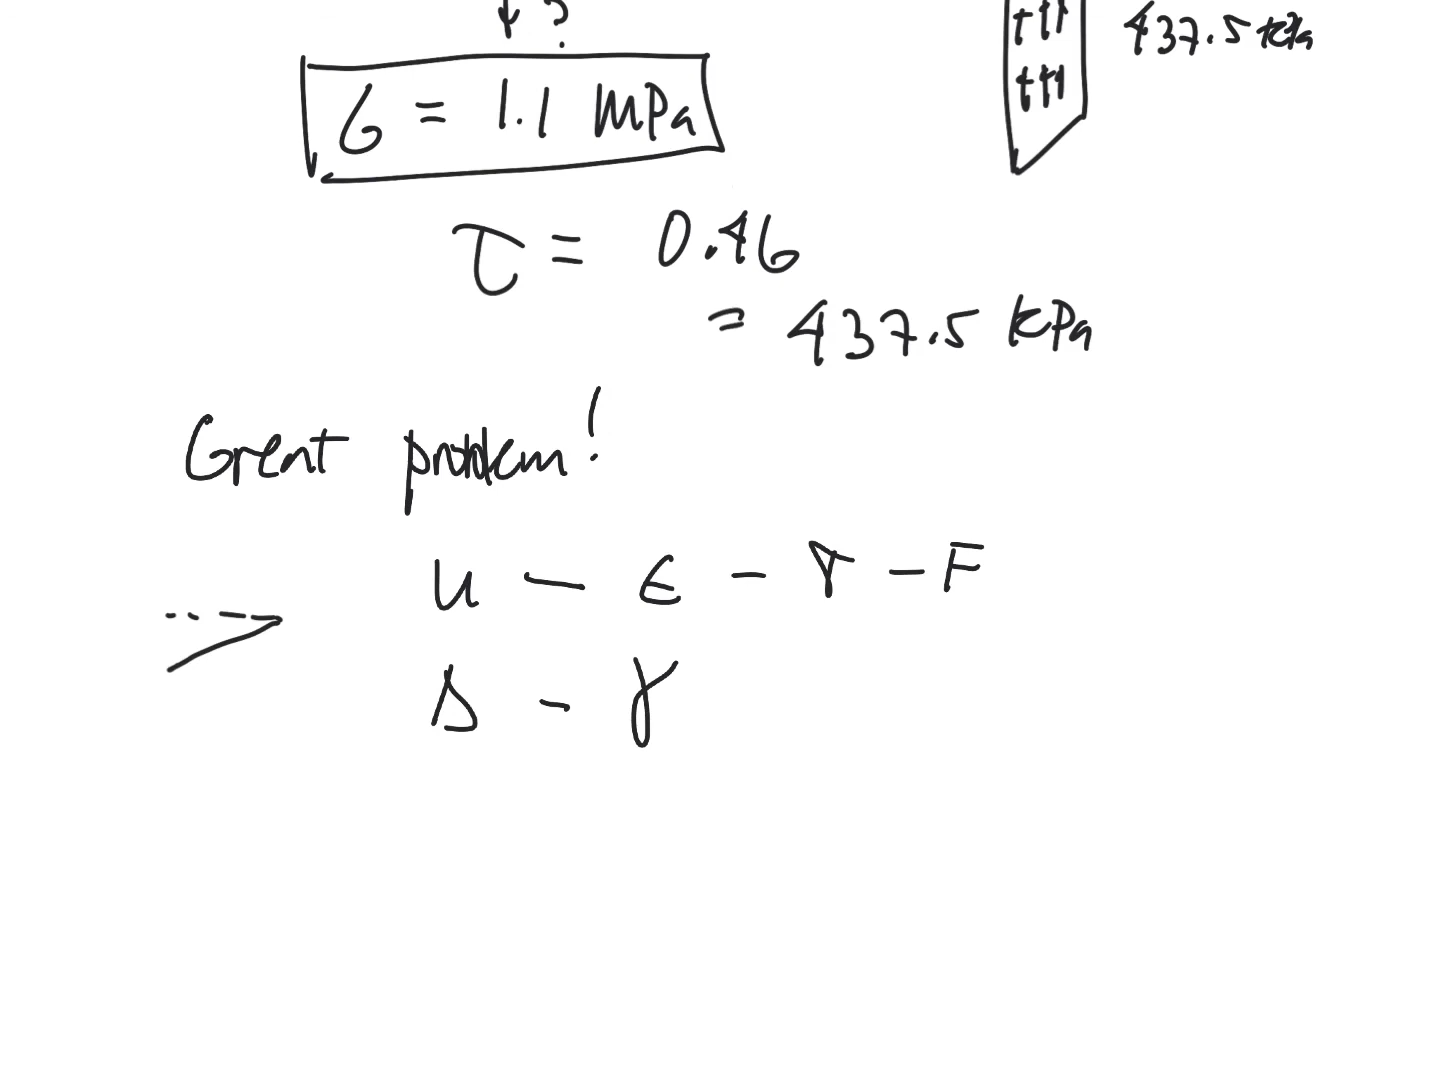 ↓ ?
437.5 kPa
σ = 1.1 MPa
τ = 0.46
= 437.5 kPa
Great problem!
u — ε — σ — F
Δ - γ